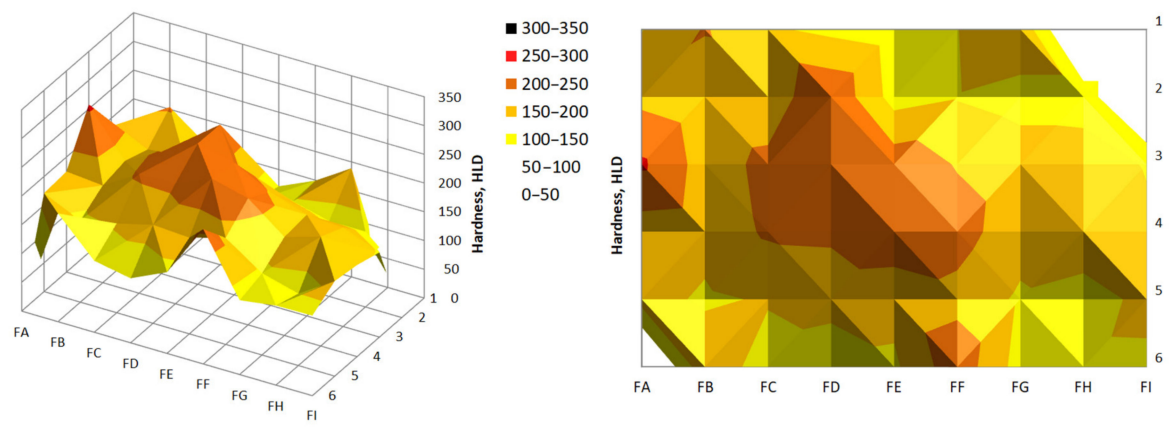 350
300
250
200
150
100
50
0
Hardness, HLD
1
2
3
4
5
6
FA
FB
FC
FD
FE
FF
FG
FH
FI
300–350
250–300
200–250
150–200
100–150
50–100
0–50
Hardness, HLD
1
2
3
4
5
6
FA FB FC FD FE FF FG FH FI